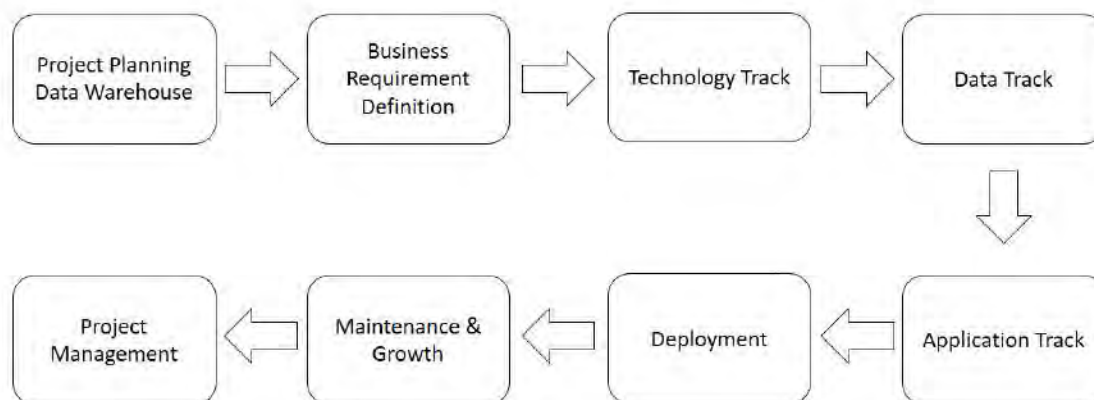 Project Planning
Data Warehouse
Business
Requirement
Definition
Technology Track
Data Track
Application Track
Deployment
Maintenance &
Growth
Project
Management